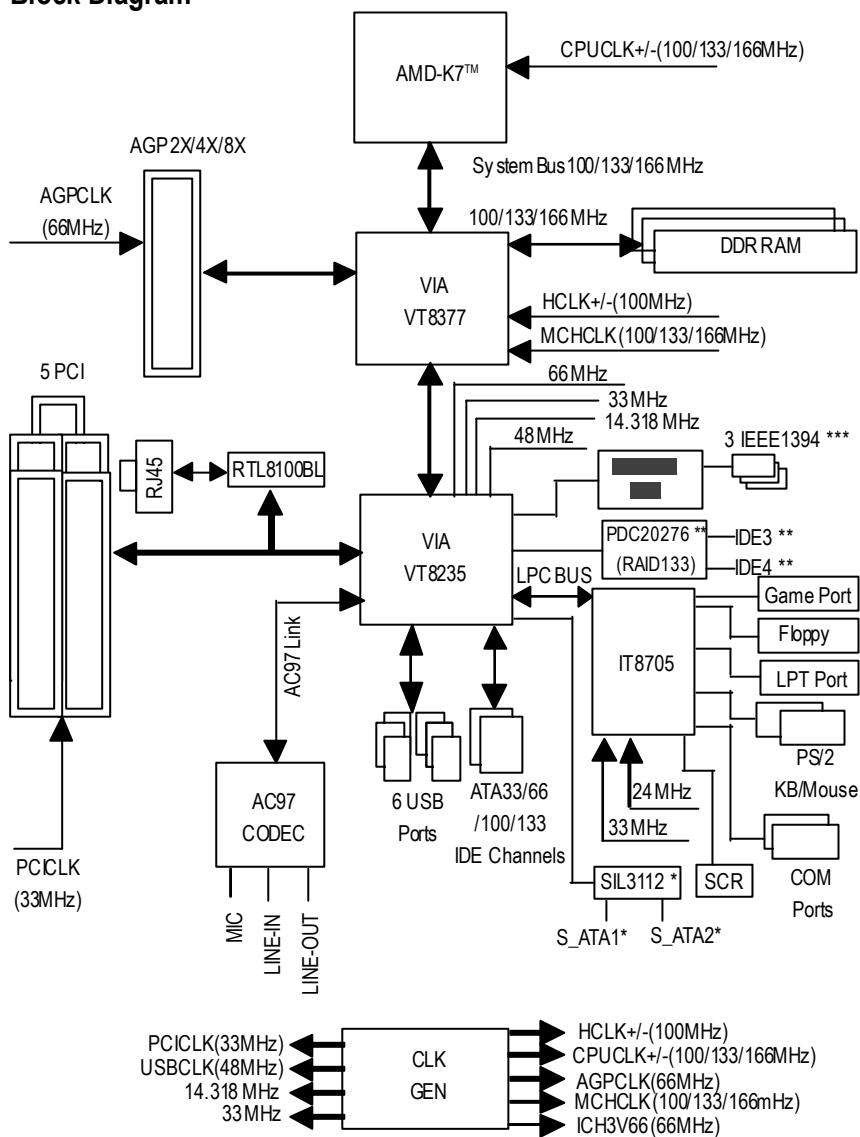 Block Diagram
AMD-K7™
CPUCLK+/-(100/133/166MHz)
AGP 2X/4X/8X
System Bus 100/133/166 MHz
AGPCLK
(66MHz)
100/133/166 MHz
DDR RAM
VIA
VT8377
HCLK+/-(100MHz)
MCHCLK (100/133/166MHz)
66 MHz
33 MHz
14.318 MHz
48 MHz
5 PCI
RJ45
RTL8100BL
3 IEEE1394 ***
VIA
VT8235
PDC20276 **
(RAID133)
IDE3 **
IDE4 **
LPC BUS
Game Port
Floppy
LPT Port
IT8705
AC97 Link
PS/2
KB/Mouse
24 MHz
33 MHz
6 USB
Ports
ATA33/66
/100/133
IDE Channels
AC97
CODEC
PCICLK
(33MHz)
SIL3112 *
SCR
COM
Ports
MIC
LINE-IN
LINE-OUT
S_ATA1*
S_ATA2*
PCICLK(33MHz)
USBCLK(48MHz)
14.318 MHz
33 MHz
CLK
GEN
HCLK+/-(100MHz)
CPUCLK+/-(100/133/166MHz)
AGPCLK(66MHz)
MCHCLK (100/133/166mHz)
ICH3V66 (66MHz)